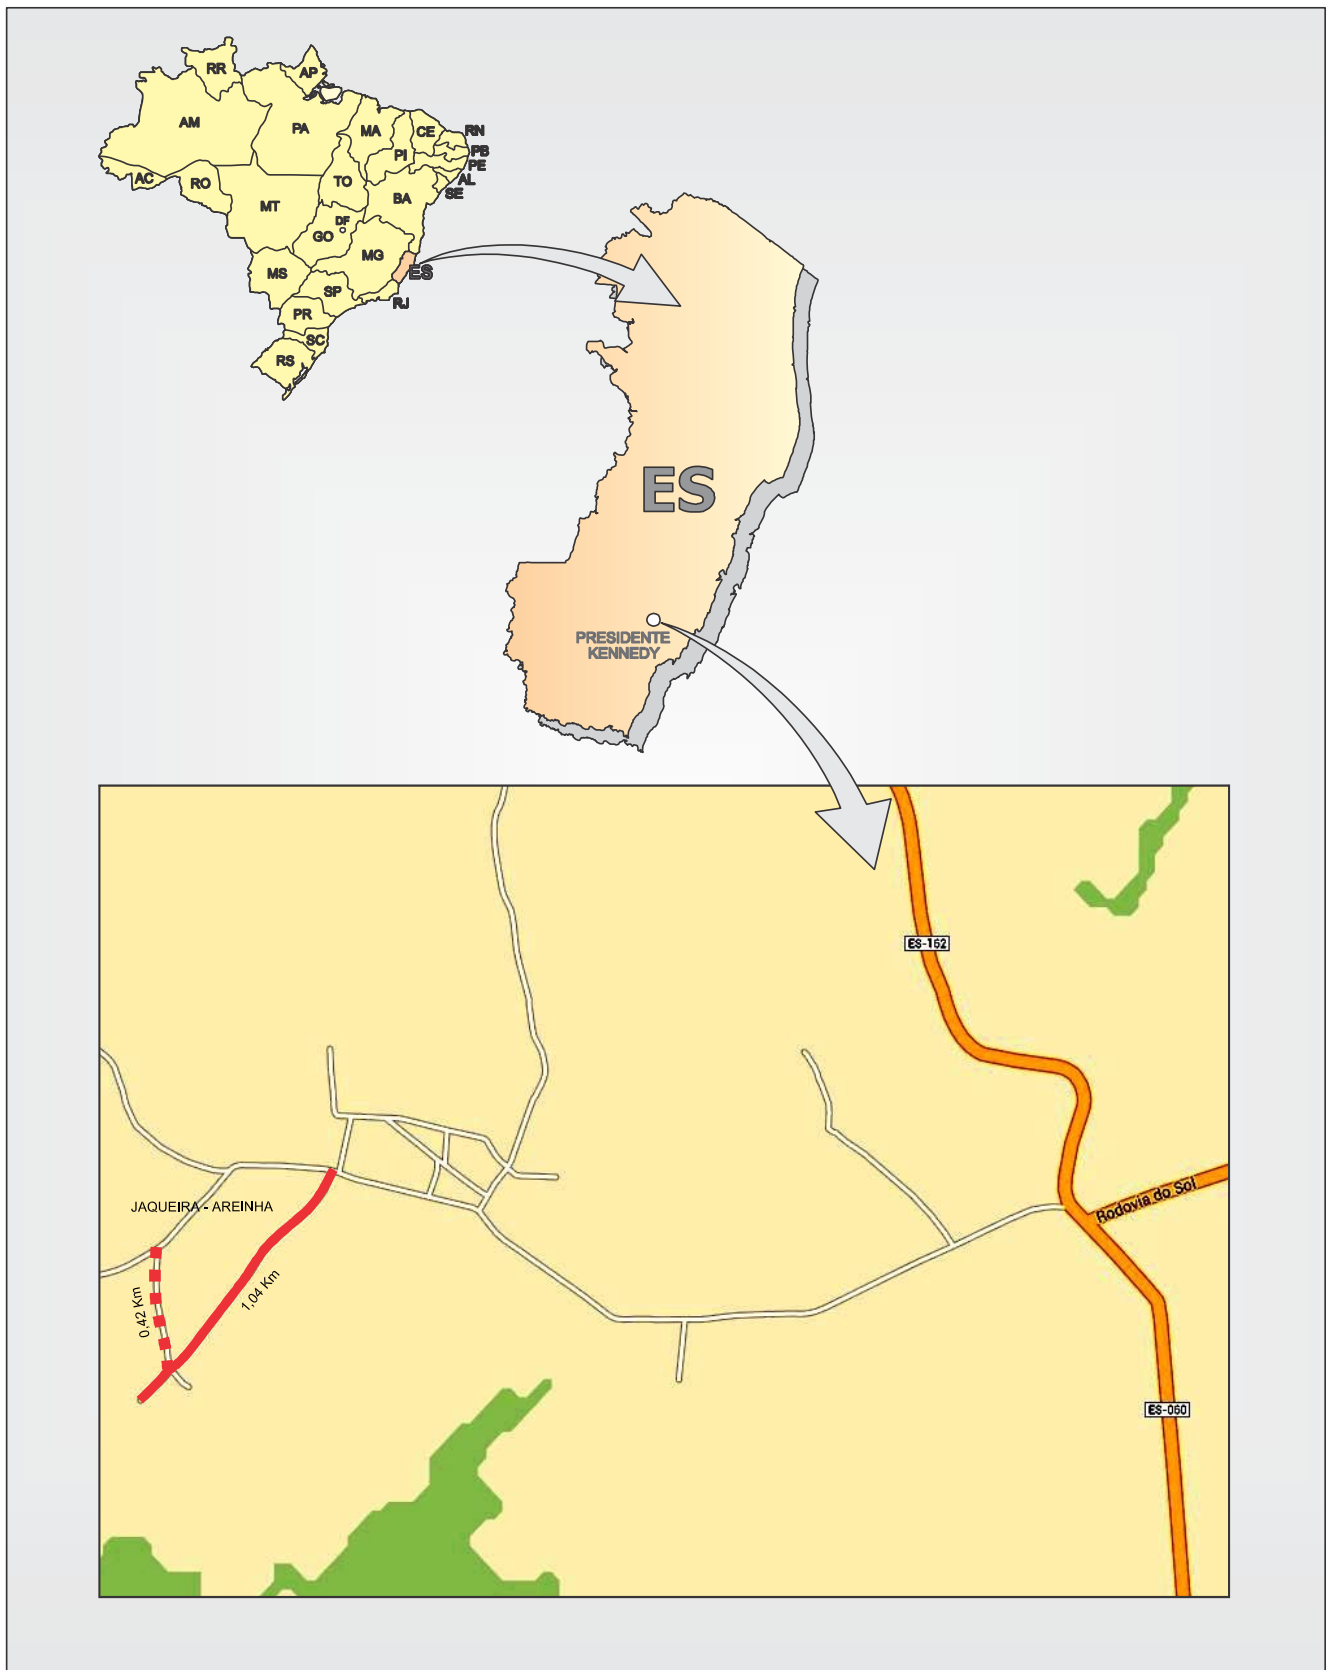 RR
AP
AM
PA
MA
CE
RN
PI
PB
PE
AC
RO
TO
AL
SE
BA
MT
DF
GO
MG
MS
ES
SP
RJ
PR
SC
RS
ES
PRESIDENTE
KENNEDY
ES-162
JAQUEIRA - AREINHA
Rodovia do Sol
0,42 Km
1,04 Km
ES-060